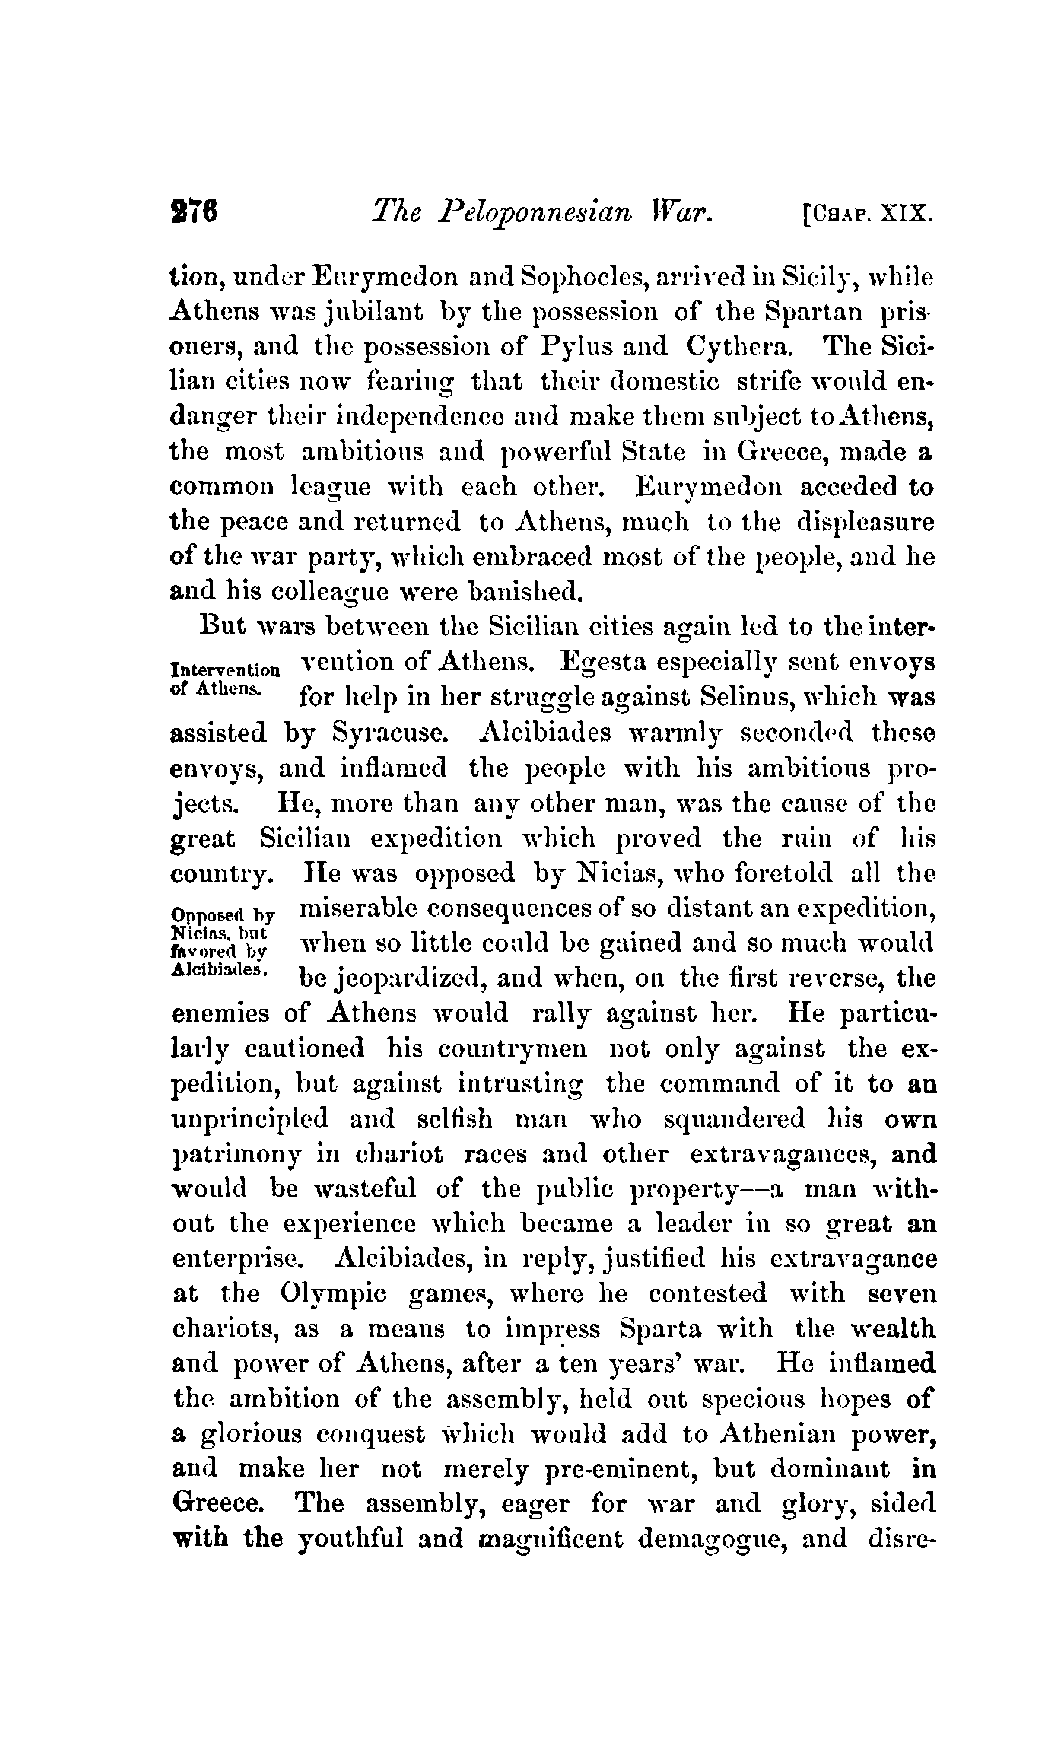 276 The Peloponnesian War. [CHAP. XIX.
tion, under Eurymedon and Sophocles, arrived in Sicily, while
Athens was jubilant by the possession of the Spartan pris-
oners, and the possession of Pylus and Cythera. The Sici-
lian cities now fearing that their domestic strife would en-
danger their independence and make them subject to Athens,
the most ambitious and powerful State in Greece, made a
common league with each other. Eurymedon acceded to
the peace and returned to Athens, much to the displeasure
of the war party, which embraced most of the people, and he
and his colleague were banished.
But wars between the Sicilian cities again led to the inter-
Intervention
of Athens.
vention of Athens. Egesta especially sent envoys
for help in her struggle against Selinus, which was
assisted by Syracuse. Alcibiades warmly seconded these
envoys, and inflamed the people with his ambitious pro-
jects. He, more than any other man, was the cause of the
great Sicilian expedition which proved the ruin of his
country. He was opposed by Nicias, who foretold all the
Opposed by
Nicias, but
favored by
Alcibiades.
miserable consequences of so distant an expedition,
when so little could be gained and so much would
be jeopardized, and when, on the first reverse, the
enemies of Athens would rally against her. He particu-
larly cautioned his countrymen not only against the ex-
pedition, but against intrusting the command of it to an
unprincipled and selfish man who squandered his own
patrimony in chariot races and other extravagances, and
would be wasteful of the public property--a man with-
out the experience which became a leader in so great an
enterprise. Alcibiades, in reply, justified his extravagance
at the Olympic games, where he contested with seven
chariots, as a means to impress Sparta with the wealth
and power of Athens, after a ten years' war. He inflamed
the ambition of the assembly, held out specious hopes of
a glorious conquest which would add to Athenian power,
and make her not merely pre-eminent, but dominant in
Greece. The assembly, eager for war and glory, sided
with the youthful and magnificent demagogue, and disre-